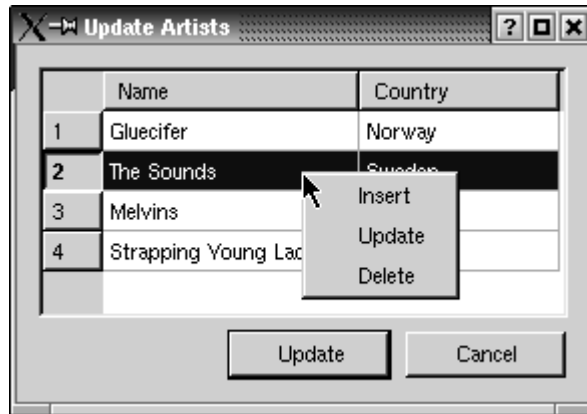 Update Artists ?
Name Country
1 Gluecifer Norway
2 The Sounds Sweden
3 Melvins
4 Strapping Young Lad
Insert
Update
Delete
Update Cancel